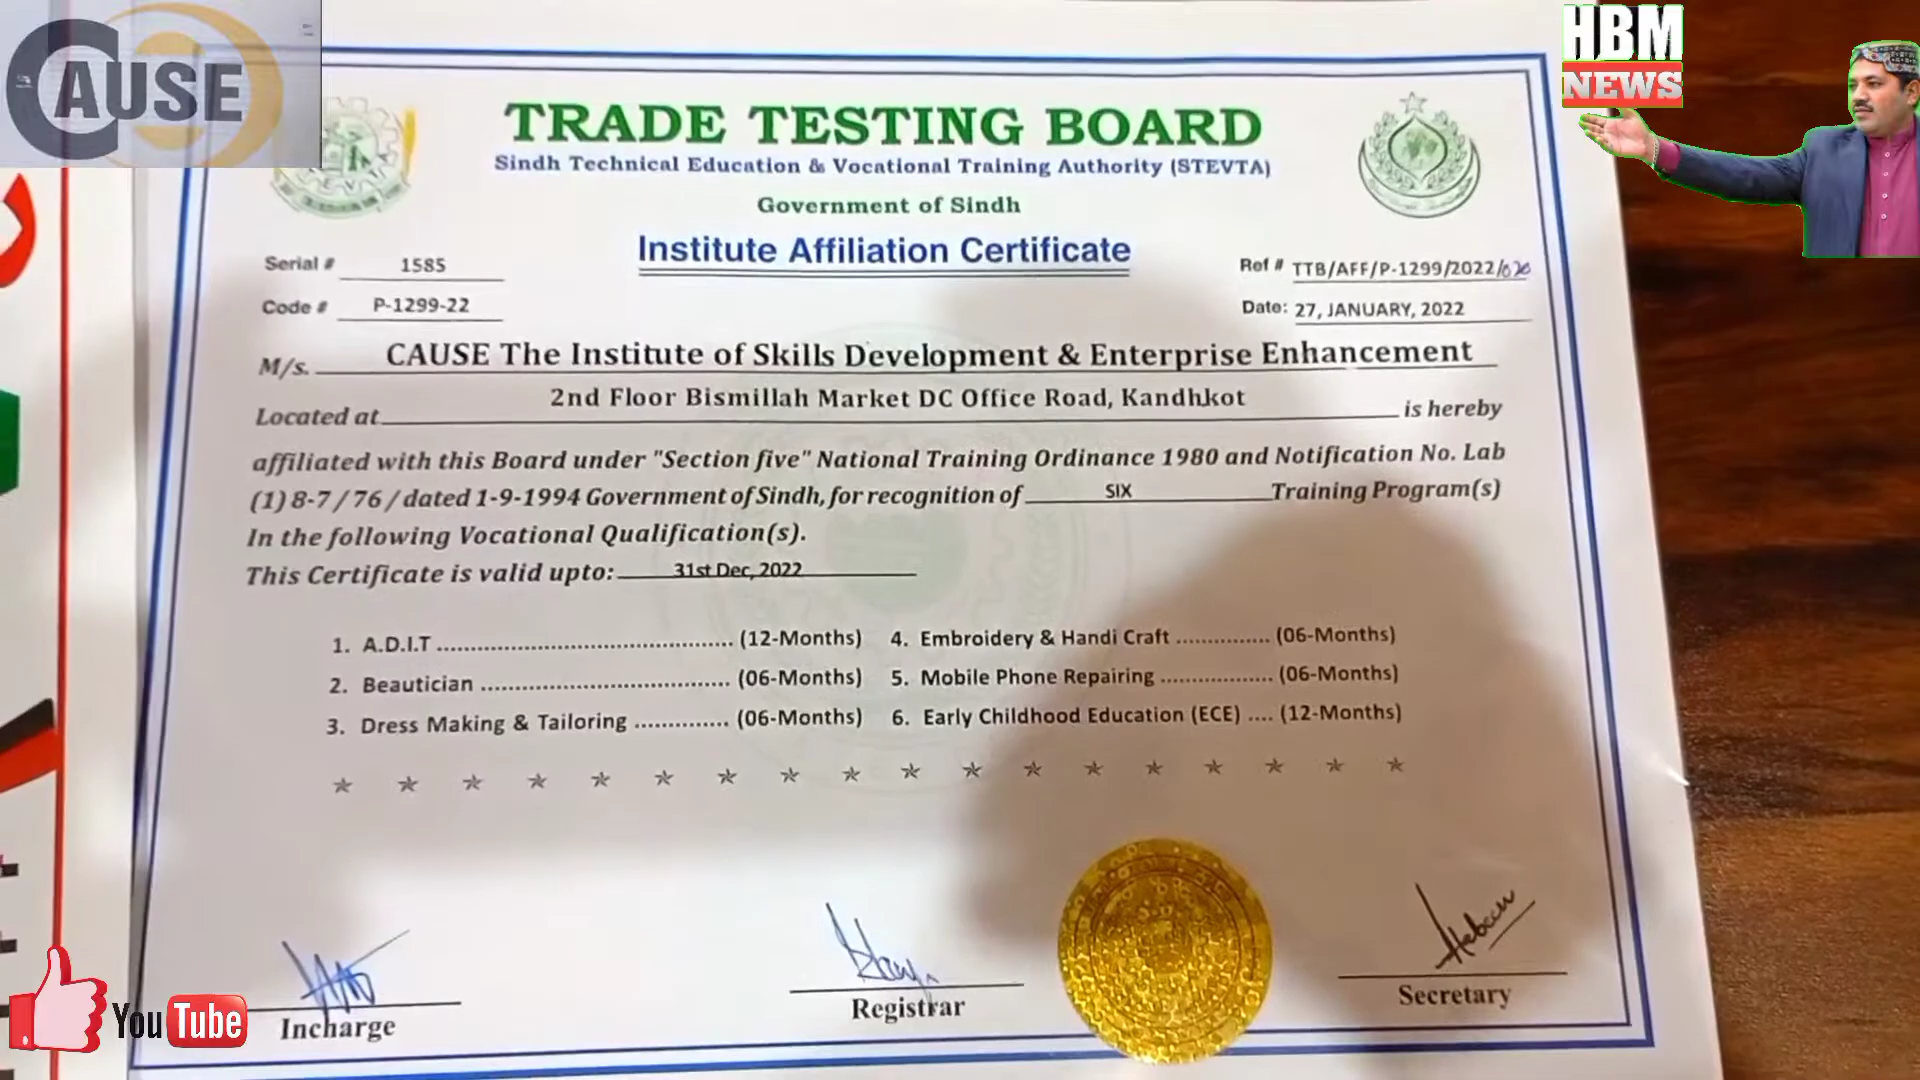 CAUSE
HBM
NEWS
TRADE TESTING BOARD
Sindh Technical Education & Vocational Training Authority (STEVTA)
Government of Sindh
Institute Affiliation Certificate
Serial # 1585
Ref # TTB/AFF/P-1299/2022/
Code # P-1299-22
Date: 27, JANUARY, 2022
M/s. CAUSE The Institute of Skills Development & Enterprise Enhancement
Located at 2nd Floor Bismillah Market DC Office Road, Kandhkot is hereby
affiliated with this Board under "Section five" National Training Ordinance 1980 and Notification No. Lab
(1) 8-7 / 76 / dated 1-9-1994 Government of Sindh, for recognition of SIX Training Program(s)
In the following Vocational Qualification(s).
This Certificate is valid upto: 31st Dec, 2022
1. A.D.I.T ........................................... (12-Months) 4. Embroidery & Handi Craft .............. (06-Months)
2. Beautician ..................................... (06-Months) 5. Mobile Phone Repairing ................. (06-Months)
3. Dress Making & Tailoring .............. (06-Months) 6. Early Childhood Education (ECE) .... (12-Months)
Incharge
Registrar
Secretary
YouTube